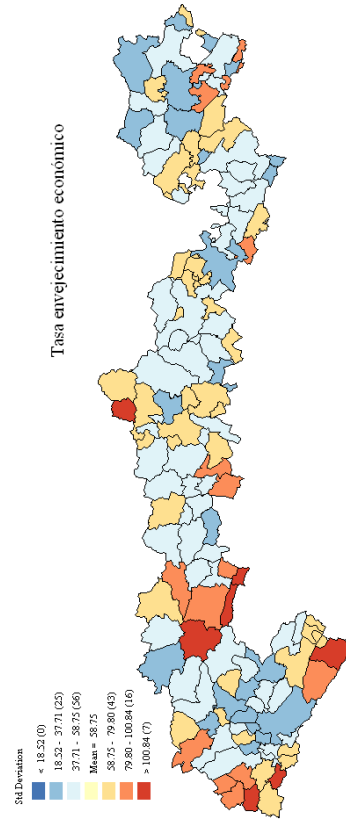 Tasa envejecimiento económico
Std Deviation
< 18.52 (0)
18.52 - 37.71 (25)
37.71 - 58.75 (56)
Mean = 58.75
58.75 - 79.80 (43)
79.80 - 100.84 (16)
> 100.84 (7)